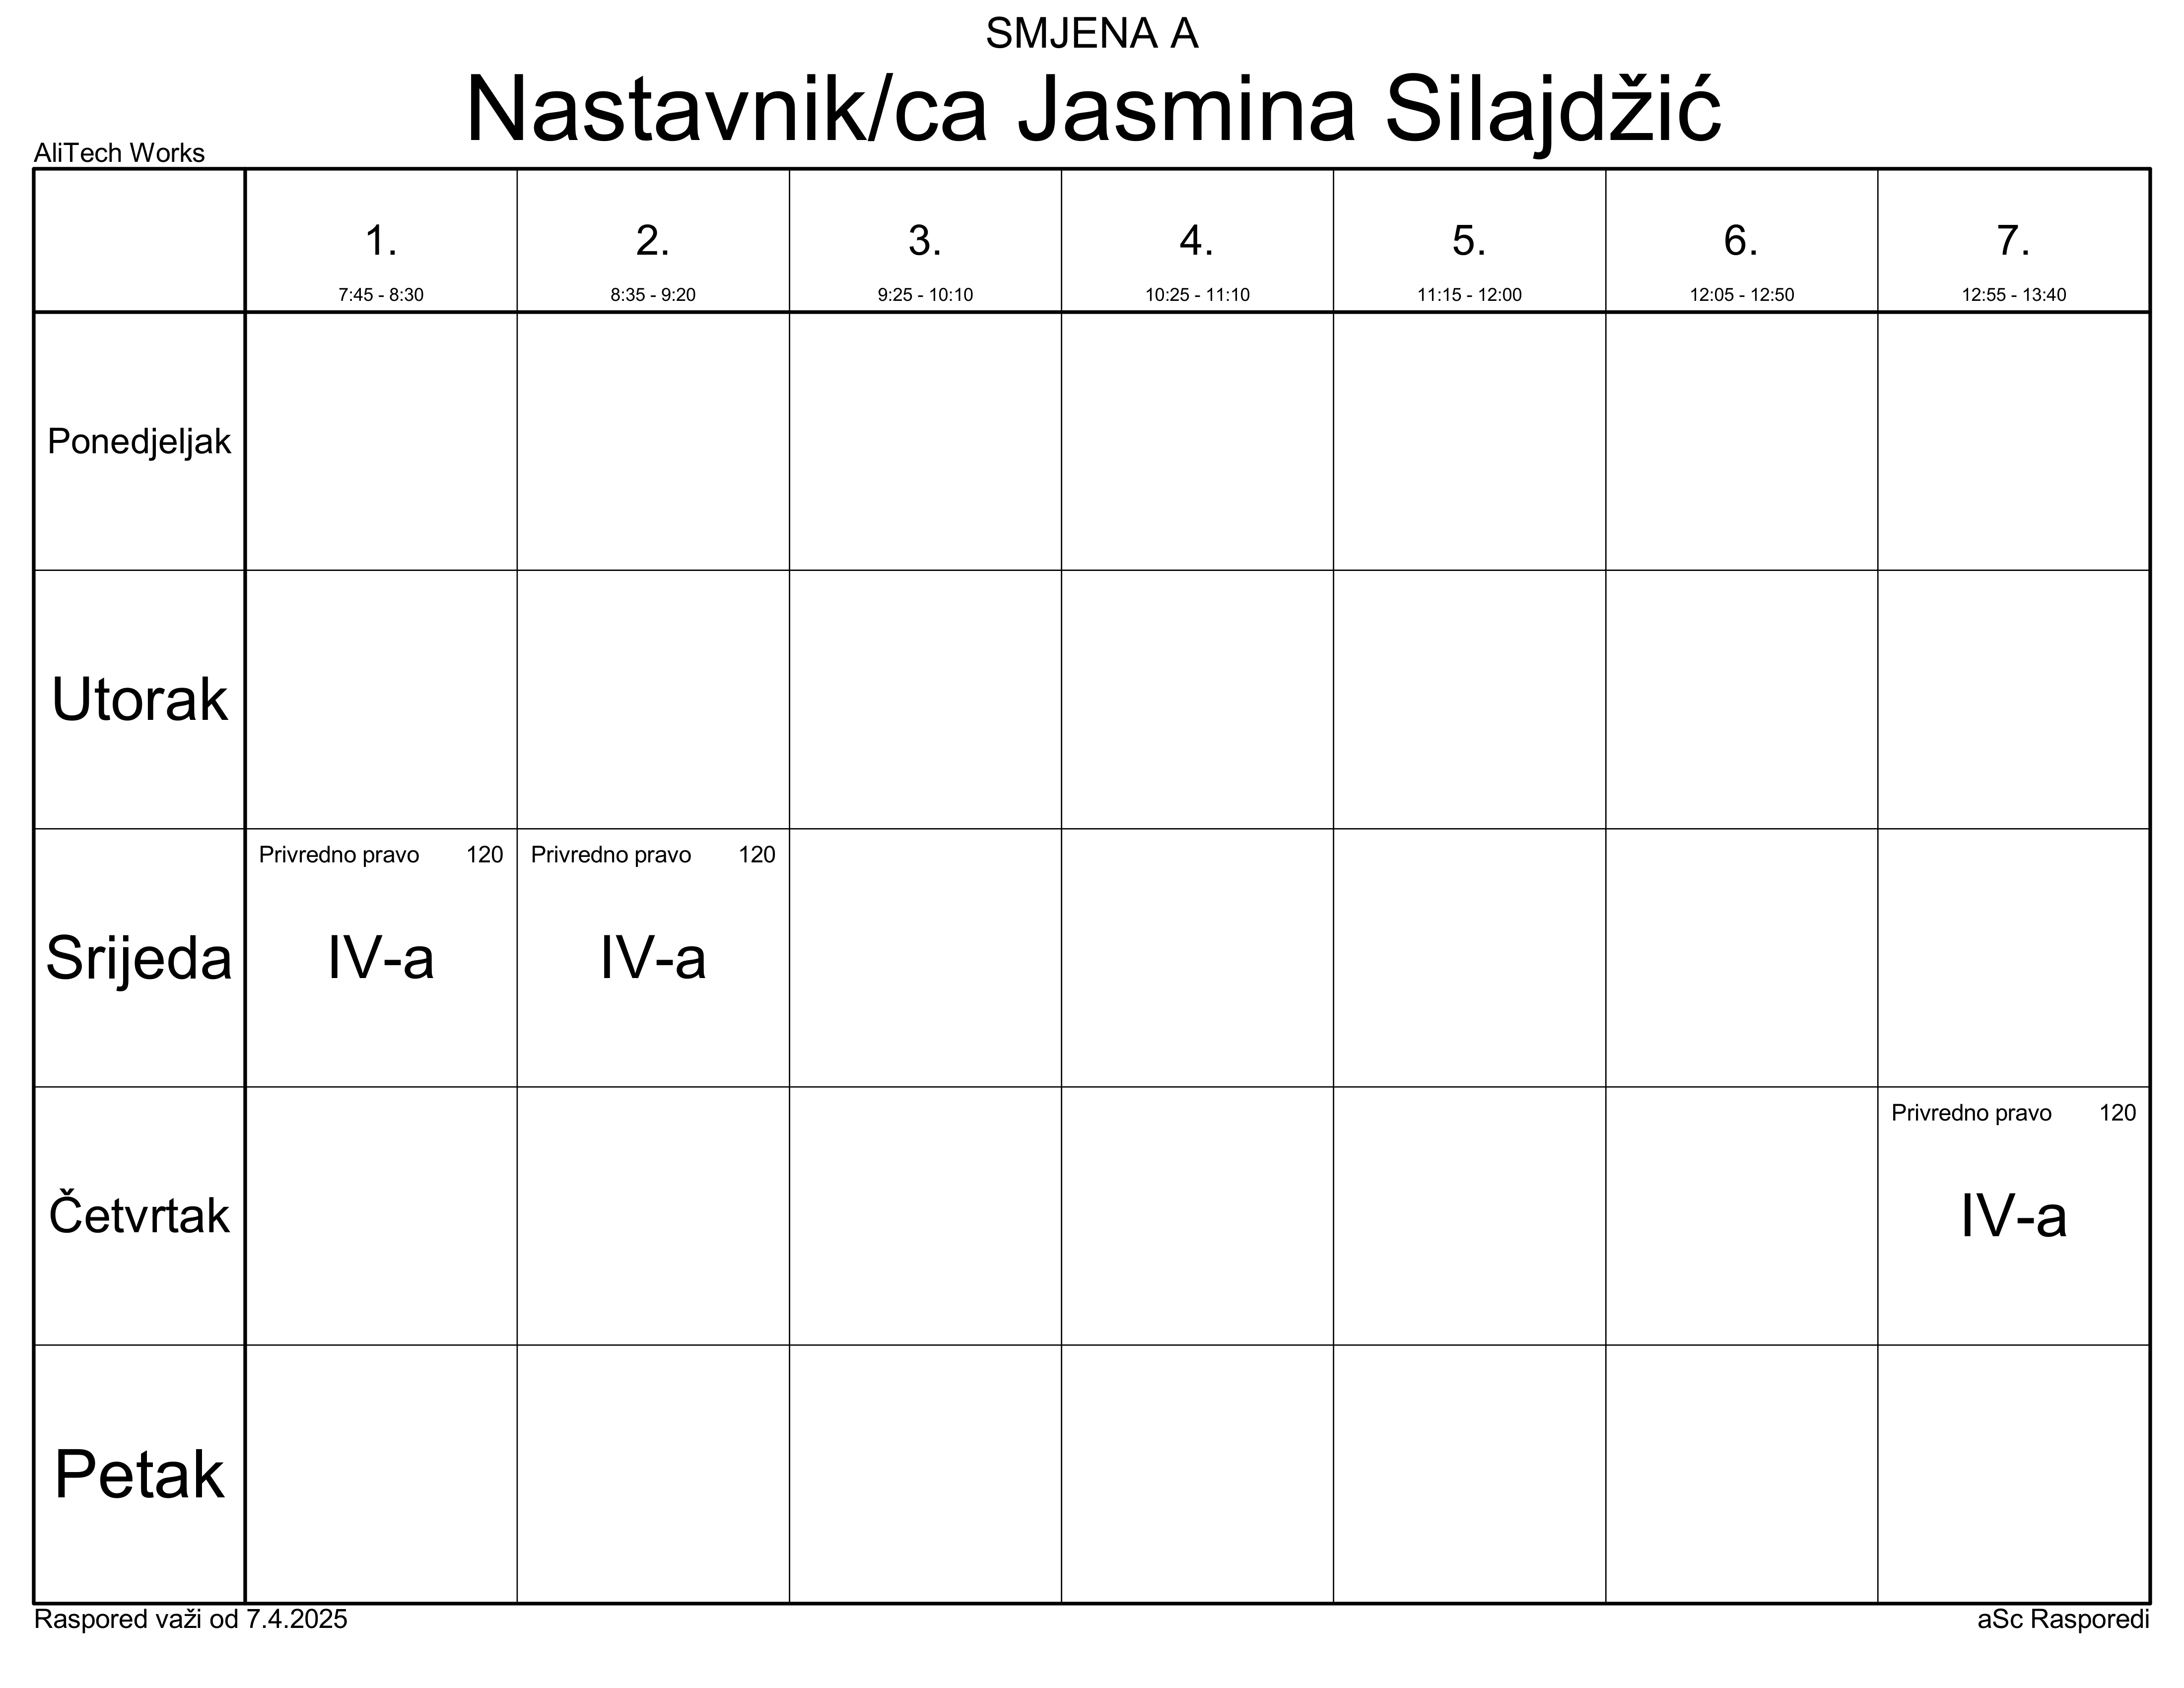 SMJENA A
Nastavnik/ca Jasmina Silajdžić
AliTech Works
1. 2. 3. 4. 5. 6. 7.
7:45 - 8:30 8:35 - 9:20 9:25 - 10:10 10:25 - 11:10 11:15 - 12:00 12:05 - 12:50 12:55 - 13:40
Ponedjeljak
Utorak
Privredno pravo 120 Privredno pravo 120
Srijeda IV-a IV-a
Privredno pravo 120
Četvrtak IV-a
Petak
Raspored važi od 7.4.2025 aSc Rasporedi